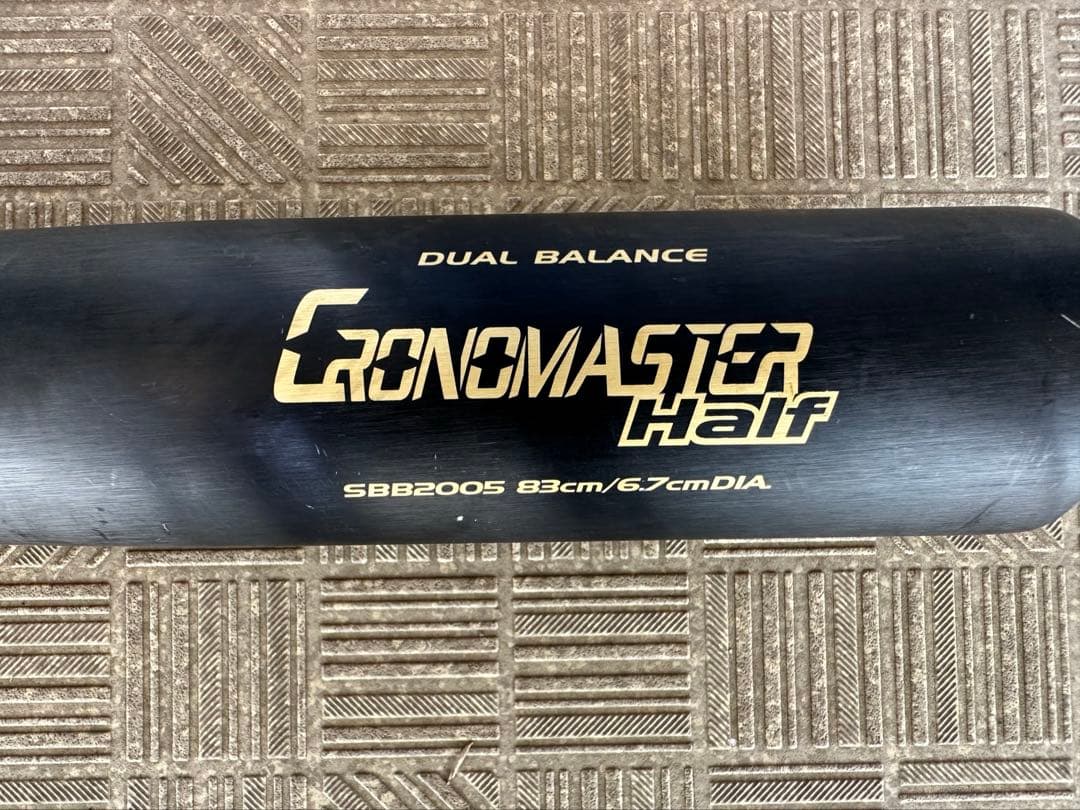 DUAL BALANCE
CRONOMASTER
Half
SBB2005 83cm/6.7cmDIA.